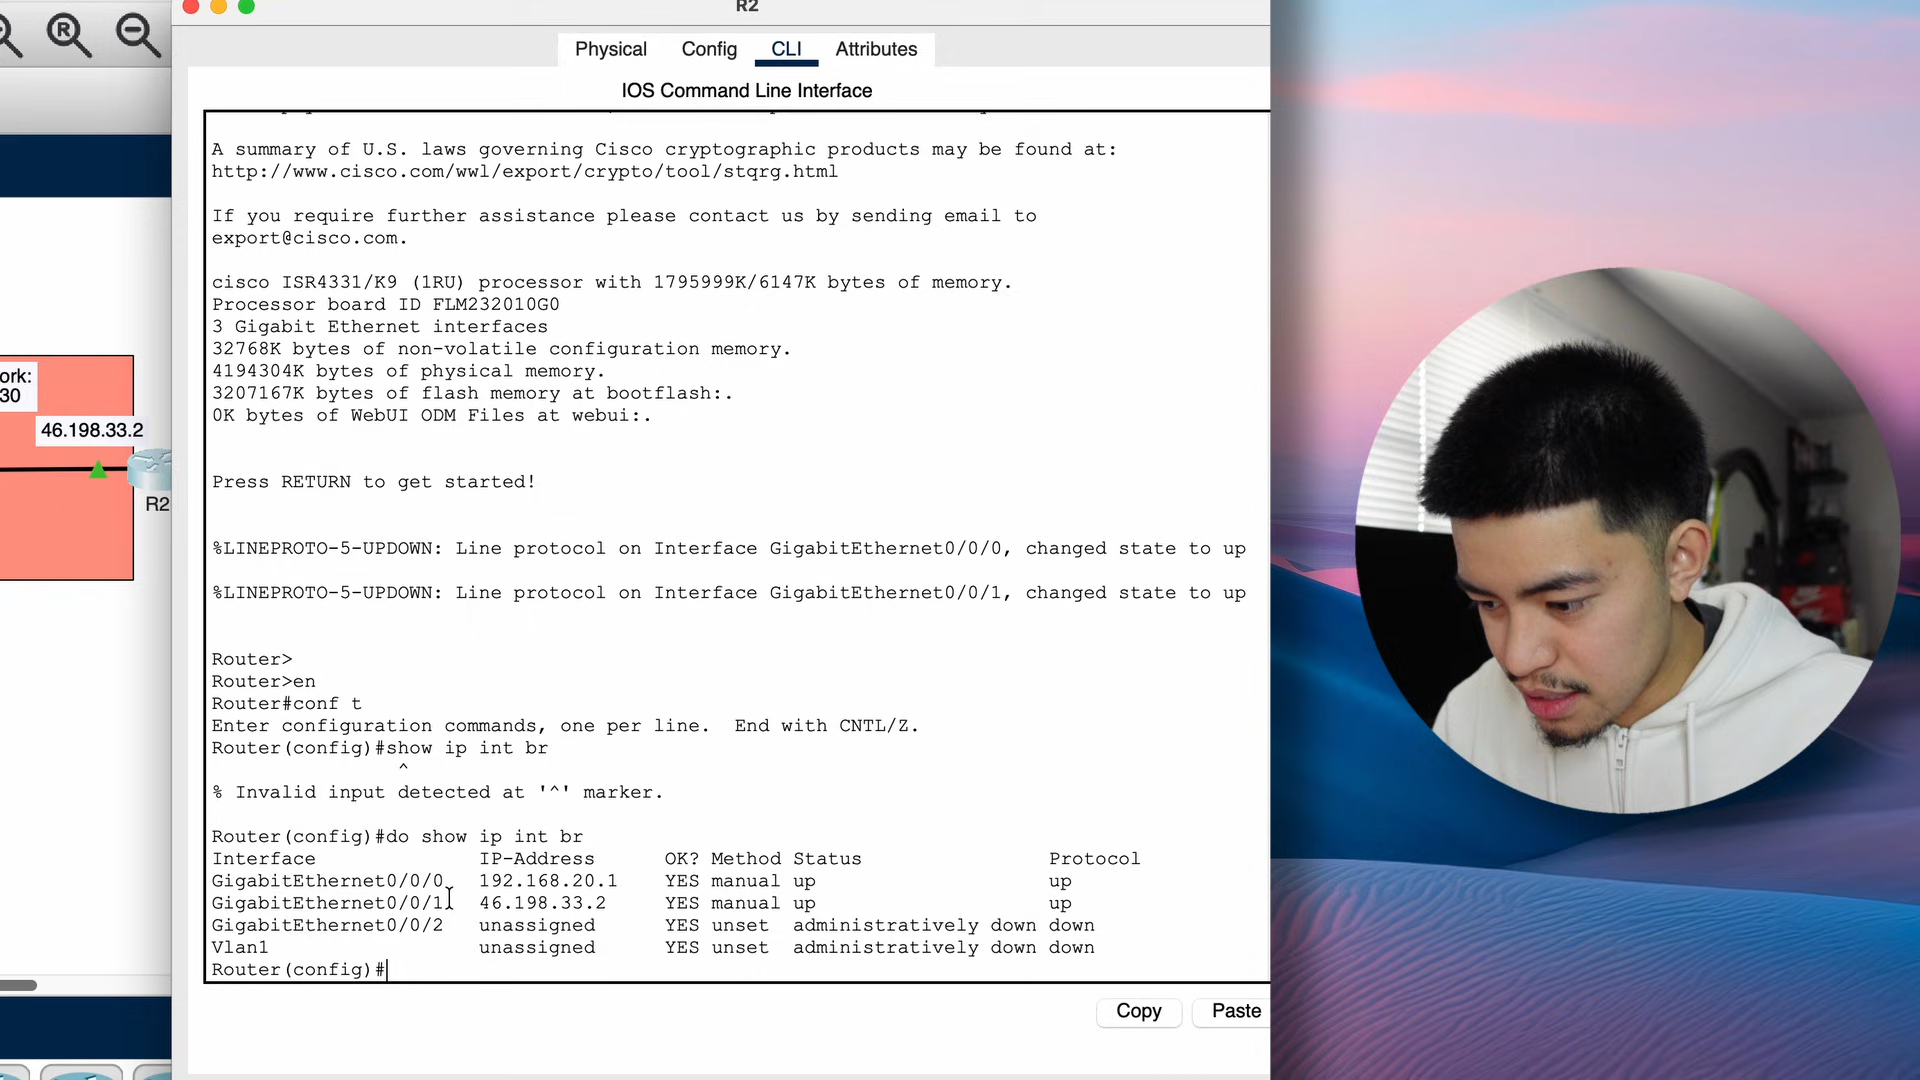 R2
Physical Config CLI Attributes
IOS Command Line Interface
A summary of U.S. laws governing Cisco cryptographic products may be found at:
http://www.cisco.com/wwl/export/crypto/tool/stqrg.html
If you require further assistance please contact us by sending email to
export@cisco.com.
cisco ISR4331/K9 (1RU) processor with 1795999K/6147K bytes of memory.
Processor board ID FLM232010G0
3 Gigabit Ethernet interfaces
32768K bytes of non-volatile configuration memory.
4194304K bytes of physical memory.
3207167K bytes of flash memory at bootflash:.
0K bytes of WebUI ODM Files at webui:.
Press RETURN to get started!
%LINEPROTO-5-UPDOWN: Line protocol on Interface GigabitEthernet0/0/0, changed state to up
%LINEPROTO-5-UPDOWN: Line protocol on Interface GigabitEthernet0/0/1, changed state to up
Router>
Router>en
Router#conf t
Enter configuration commands, one per line.  End with CNTL/Z.
Router(config)#show ip int br
^
% Invalid input detected at '^' marker.
Router(config)#do show ip int br
Interface IP-Address OK? Method Status Protocol
GigabitEthernet0/0/0 192.168.20.1 YES manual up up
GigabitEthernet0/0/1 46.198.33.2 YES manual up up
GigabitEthernet0/0/2 unassigned YES unset administratively down down
Vlan1 unassigned YES unset administratively down down
Router(config)#
Copy Paste
ork:
30
46.198.33.2
R2